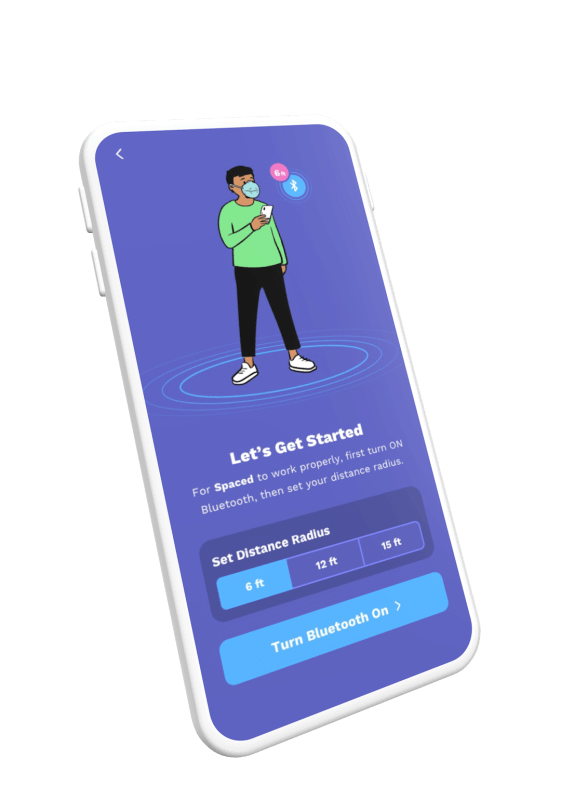 6 ft
Let's Get Started
For Spaced to work properly, first turn ON
Bluetooth, then set your distance radius.
Set Distance Radius
6 ft
12 ft
15 ft
Turn Bluetooth On